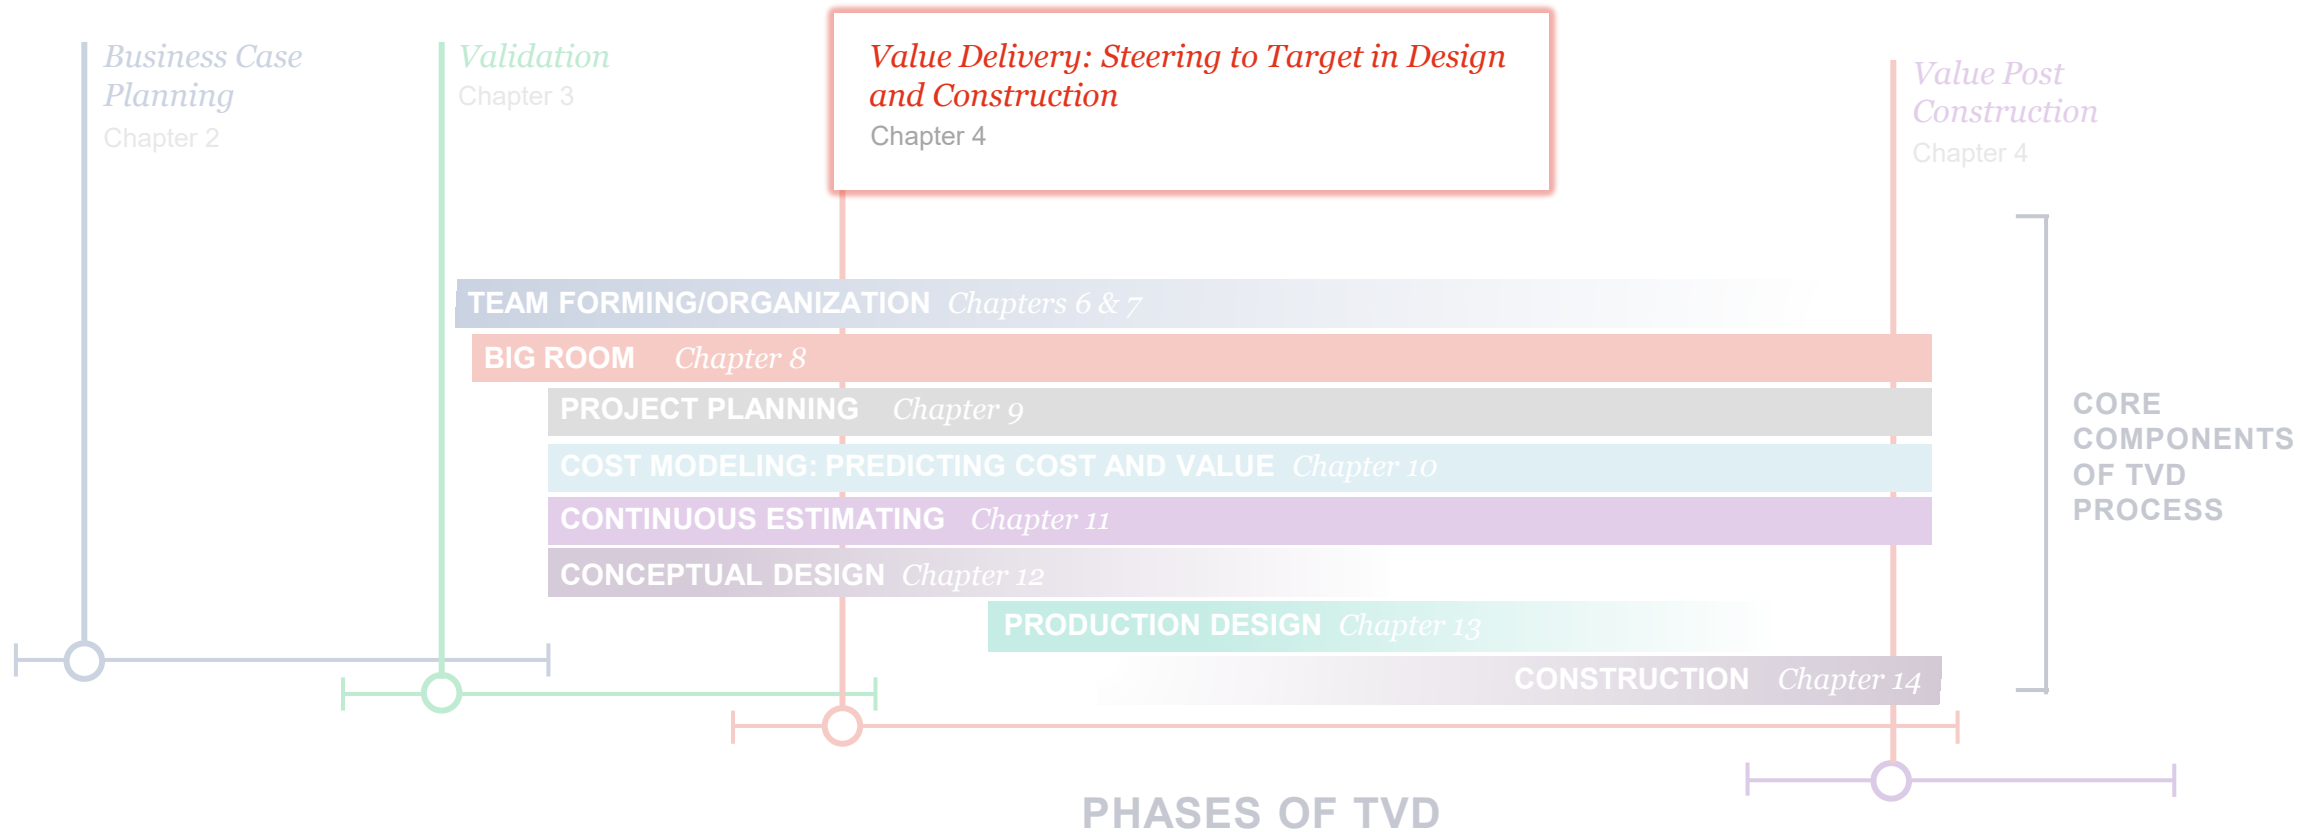 Business Case
Planning
Chapter 2
Validation
Chapter 3
Value Delivery: Steering to Target in Design
and Construction
Chapter 4
Value Post
Construction
Chapter 4
TEAM FORMING/ORGANIZATION Chapters 6 & 7
BIG ROOM Chapter 8
PROJECT PLANNING Chapter 9
COST MODELING: PREDICTING COST AND VALUE Chapter 10
CONTINUOUS ESTIMATING Chapter 11
CONCEPTUAL DESIGN Chapter 12
PRODUCTION DESIGN Chapter 13
CONSTRUCTION Chapter 14
CORE
COMPONENTS
OF TVD
PROCESS
PHASES OF TVD